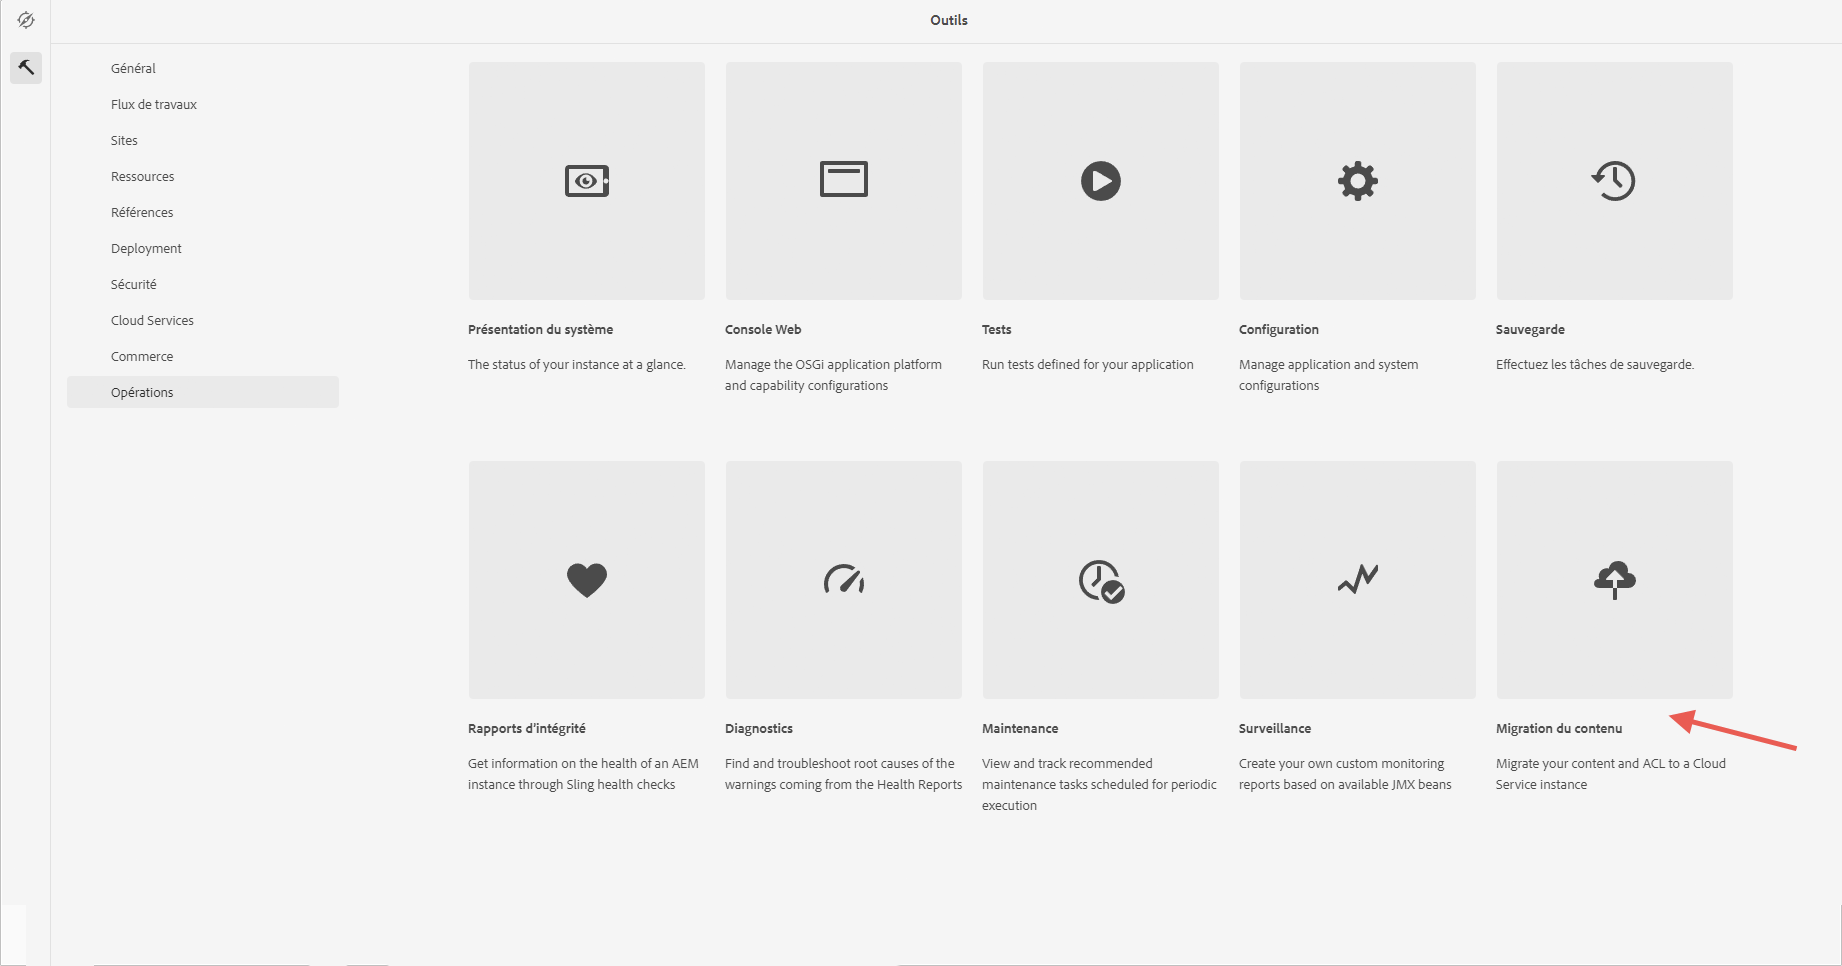 Outils
Général
Flux de travaux
Sites
Ressources
Références
Deployment
Sécurité
Cloud Services
Commerce
Opérations
Présentation du système
The status of your instance at a glance.
Console Web
Manage the OSGi application platform
and capability configurations
Tests
Run tests defined for your application
Configuration
Manage application and system
configurations
Sauvegarde
Effectuez les tâches de sauvegarde.
Rapports d'intégrité
Get information on the health of an AEM
instance through Sling health checks
Diagnostics
Find and troubleshoot root causes of the
warnings coming from the Health Reports
Maintenance
View and track recommended
maintenance tasks scheduled for periodic
execution
Surveillance
Create your own custom monitoring
reports based on available JMX beans
Migration du contenu
Migrate your content and ACL to a Cloud
Service instance